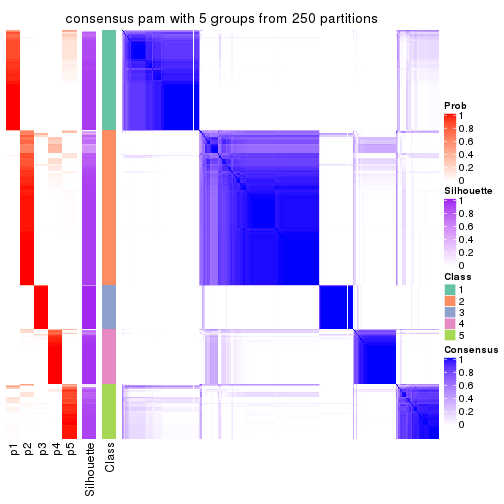 consensus pam with 5 groups from 250 partitions
Prob
1
0.8
0.6
0.4
0.2
0
Silhouette
1
0.8
0.6
0.4
0.2
0
Class
1
2
3
4
5
Consensus
1
0.8
0.6
0.4
0.2
0
p1
p2
p3
p4
p5
Silhouette
Class